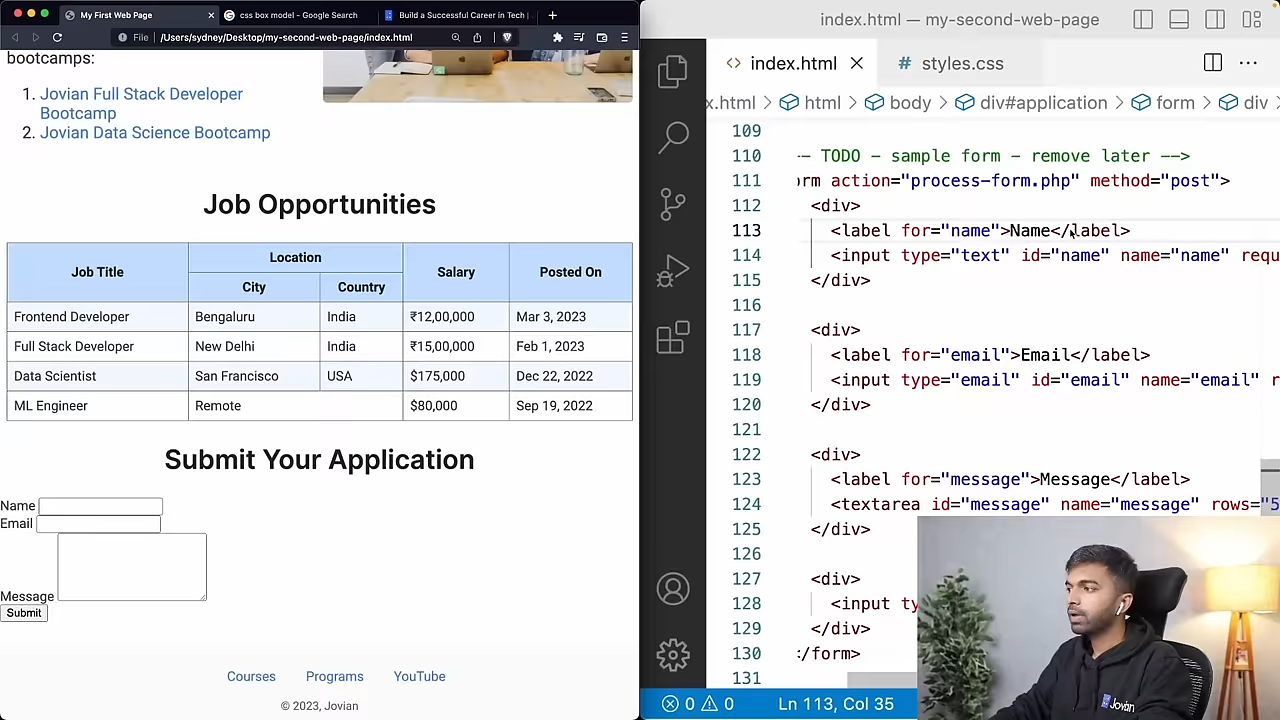 My First Web Page
css box model - Google Search
Build a Successful Career in Tech |
File
/Users/sydney/Desktop/my-second-web-page/index.html
bootcamps:
1. Jovian Full Stack Developer
Bootcamp
2. Jovian Data Science Bootcamp
Job Opportunities
Job Title
Location
Salary
Posted On
City
Country
Frontend Developer
Bengaluru
India
₹12,00,000
Mar 3, 2023
Full Stack Developer
New Delhi
India
₹15,00,000
Feb 1, 2023
Data Scientist
San Francisco
USA
$175,000
Dec 22, 2022
ML Engineer
Remote
$80,000
Sep 19, 2022
Submit Your Application
Name
Email
Message
Submit
Courses
Programs
YouTube
© 2023, Jovian
index.html — my-second-web-page
index.html
styles.css
x.html > html > body > div#application > form > div
109
110 -- TODO - sample form - remove later -->
111 orm action="process-form.php" method="post">
112 <div>
113 <label for="name">Name</label>
114 <input type="text" id="name" name="name" requ
115 </div>
116
117 <div>
118 <label for="email">Email</label>
119 <input type="email" id="email" name="email" r
120 </div>
121
122 <div>
123 <label for="message">Message</label>
124 <textarea id="message" name="message" rows="5
125 </div>
126
127 <div>
128 <input ty
129 </div>
130 </form>
131
0 0
Ln 113, Col 35
Jovian